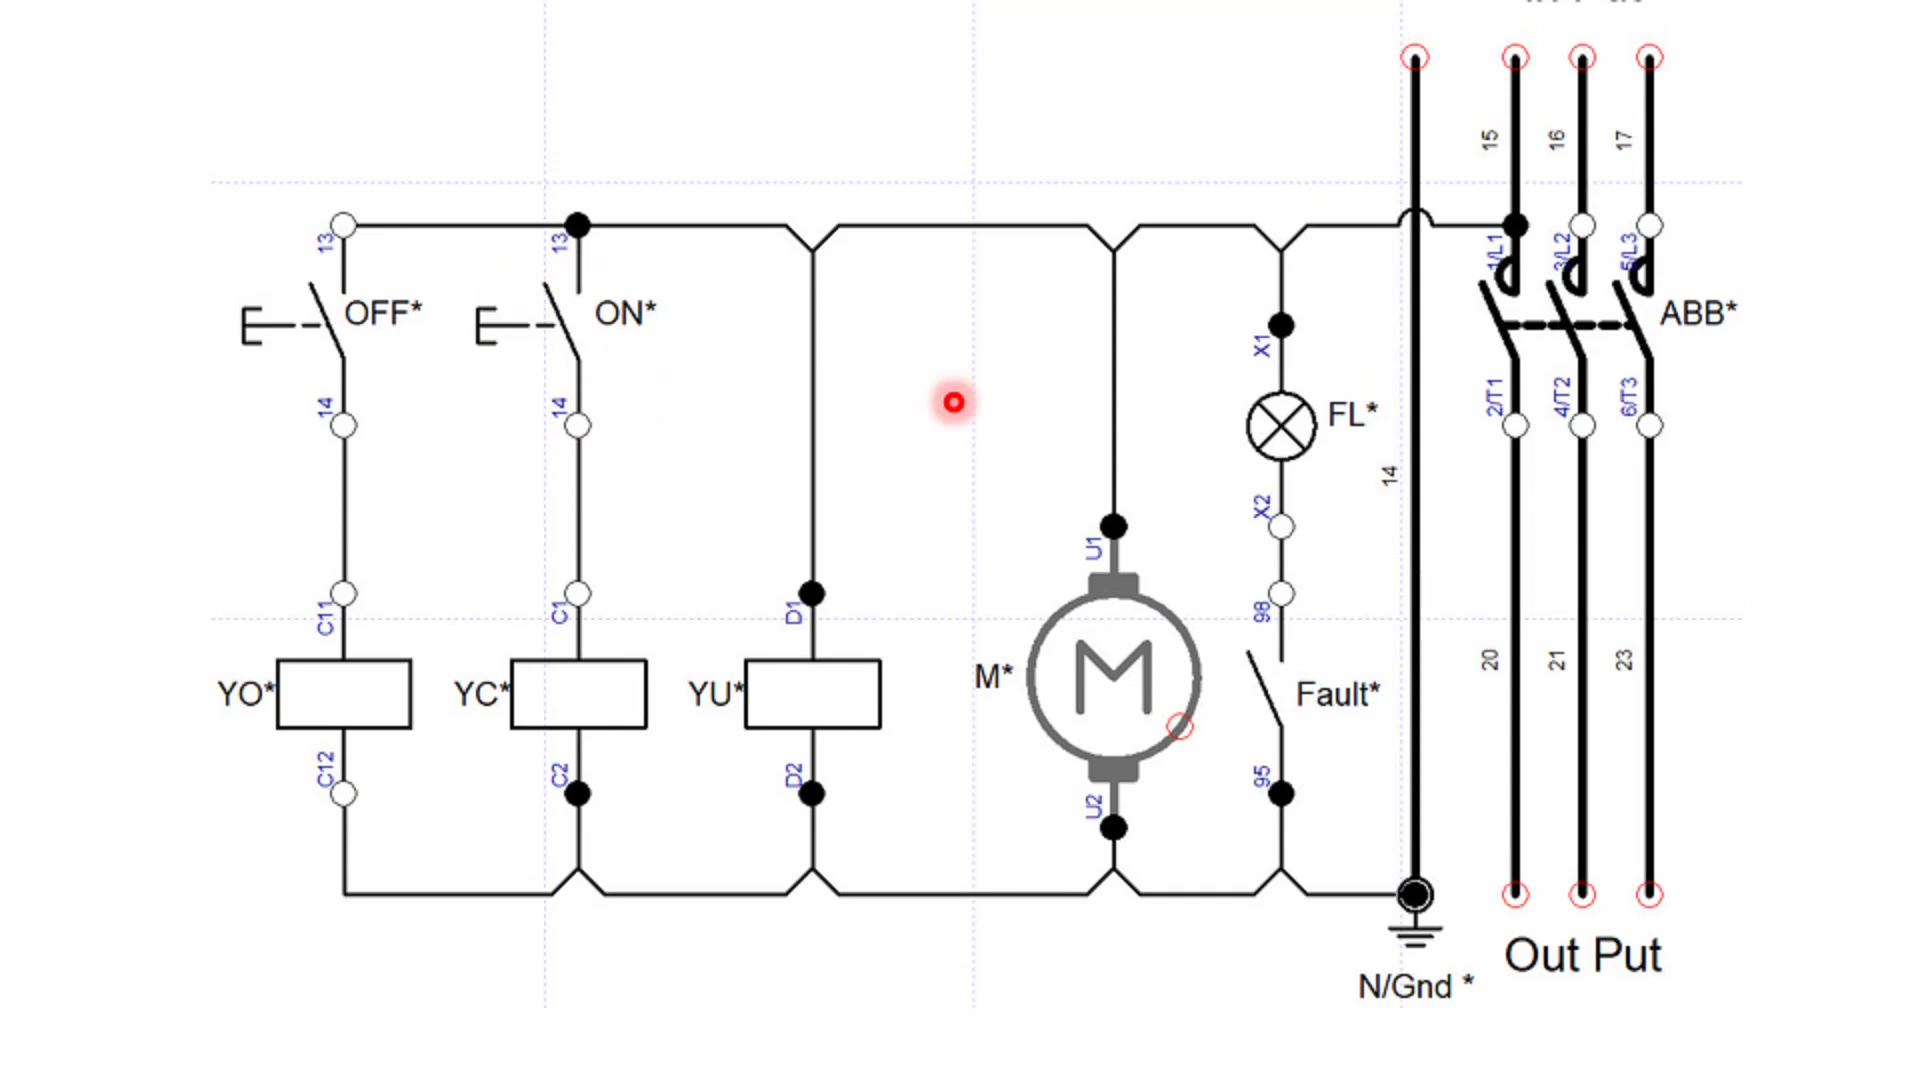 15
16
17
13
13
1/L1
3/L2
5/L3
OFF*
ON*
ABB*
X1
14
14
2/T1
4/T2
6/T3
FL*
14
X2
U1
C11
C1
D1
98
20
21
23
YO*
YC*
YU*
M*
M
Fault*
C12
C2
D2
95
U2
Out Put
N/Gnd *